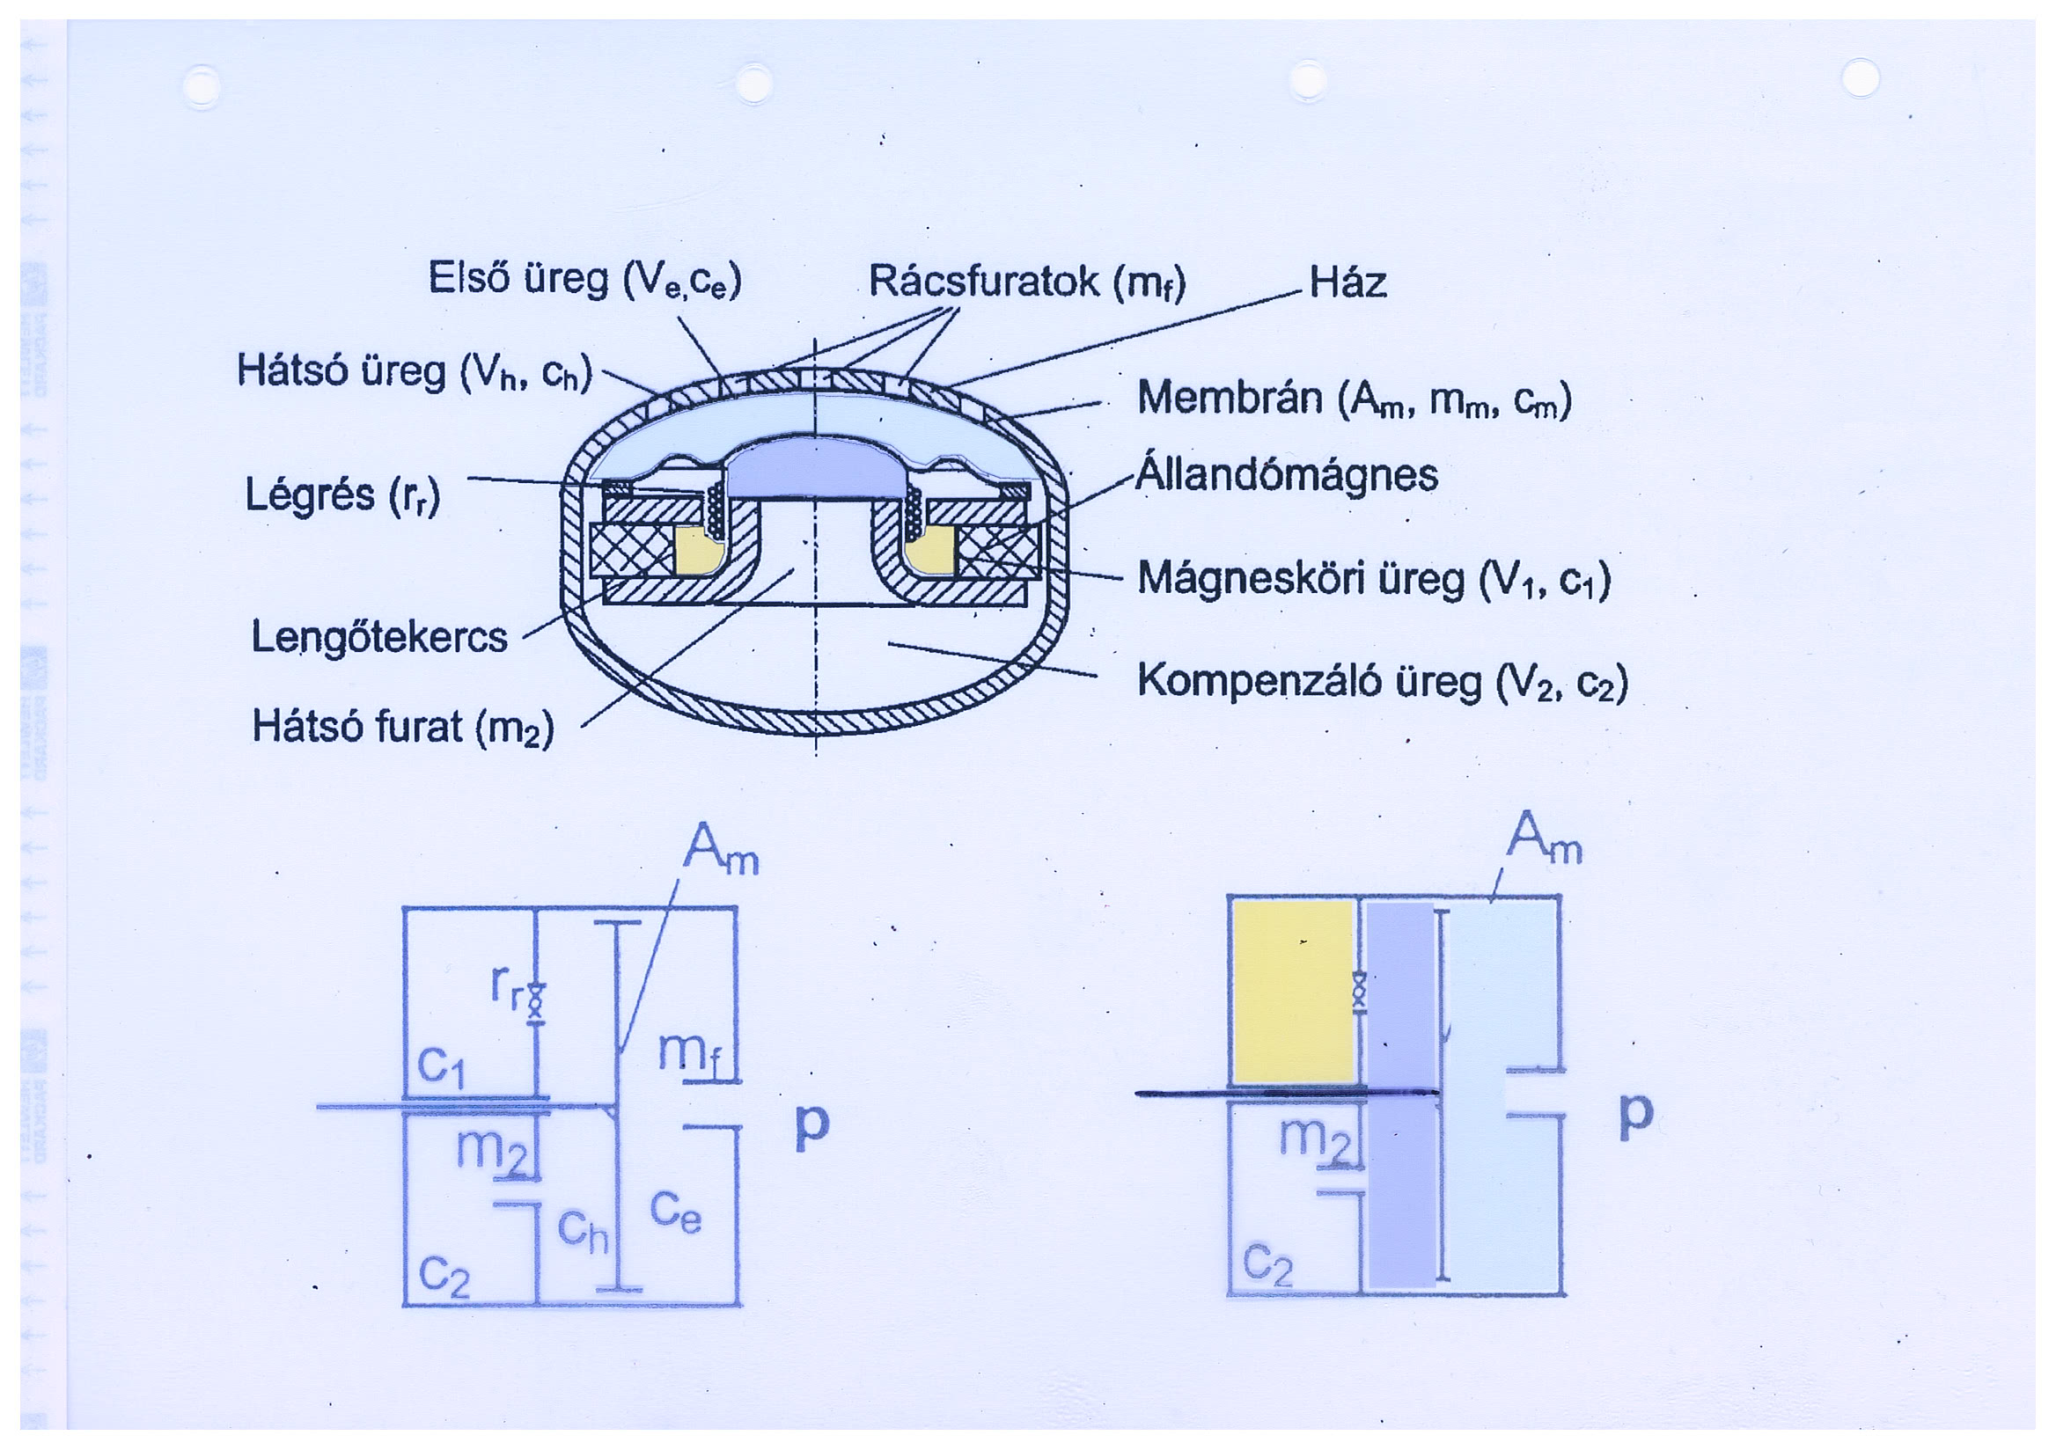 Első üreg (Ve,ce)
Rácsfuratok (mf)
Ház
Hátsó üreg (Vh, ch)
Membrán (Am, mm, cm)
Állandómágnes
Légrés (rr)
Mágnesköri üreg (V1, c1)
Lengőtekercs
Kompenzáló üreg (V2, c2)
Hátsó furat (m2)
Am
rr
c1
mf
p
m2
ch
ce
c2
Am
p
m2
c2